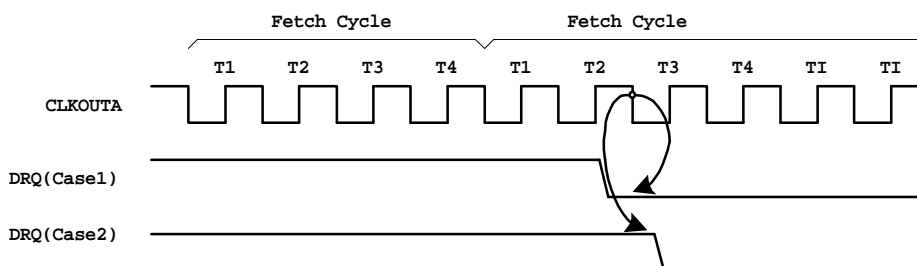 Fetch Cycle Fetch Cycle
T1 T2 T3 T4 T1 T2 T3 T4 TI TI
CLKOUTA
DRQ(Case1)
DRQ(Case2)